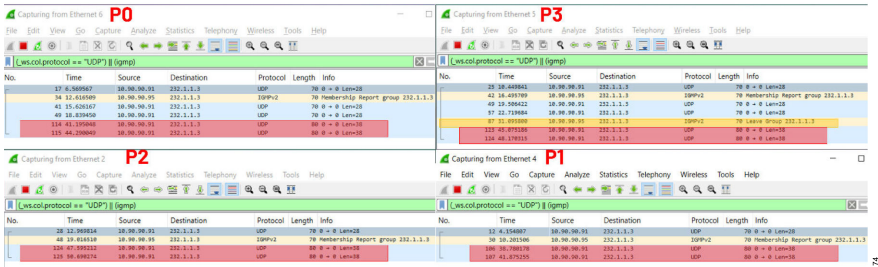 Capturing from Ethernet 6 P0
File Edit View Go Capture Analyze Statistics Telephony Wireless Tools Help
(_ws.col.protocol == "UDP") || (igmp)
No. Time Source Destination Protocol Length Info
17 6.569567 10.90.90.91 232.1.1.3 UDP 70 0 → 0 Len=28
34 12.616509 10.90.90.95 232.1.1.3 IGMPv2 70 Membership Report group 232.1.1.3
41 15.626167 10.90.90.91 232.1.1.3 UDP 70 0 → 0 Len=28
49 18.839450 10.90.90.91 232.1.1.3 UDP 70 0 → 0 Len=28
114 41.195048 10.90.90.91 232.1.1.3 UDP 80 0 → 0 Len=38
115 44.290049 10.90.90.91 232.1.1.3 UDP 80 0 → 0 Len=38
Capturing from Ethernet 5 P3
File Edit View Go Capture Analyze Statistics Telephony Wireless Tools Help
(_ws.col.protocol == "UDP") || (igmp)
No. Time Source Destination Protocol Length Info
25 10.449841 10.90.90.91 232.1.1.3 UDP 70 0 → 0 Len=28
42 16.495709 10.90.90.95 232.1.1.3 IGMPv2 70 Membership Report group 232.1.1.3
49 19.506422 10.90.90.91 232.1.1.3 UDP 70 0 → 0 Len=28
57 22.719684 10.90.90.91 232.1.1.3 UDP 70 0 → 0 Len=28
87 10.90.90.95 232.1.1.3 IGMPv2 70 Leave Group 232.1.1.3
123 45.075186 10.90.90.91 232.1.1.3 UDP 80 0 → 0 Len=38
124 48.170313 10.90.90.91 232.1.1.3 UDP 80 0 → 0 Len=38
Capturing from Ethernet 2 P2
File Edit View Go Capture Analyze Statistics Telephony Wireless Tools Help
(_ws.col.protocol == "UDP") || (igmp)
No. Time Source Destination Protocol Length Info
28 12.969814 10.90.90.91 232.1.1.3 UDP 70 0 → 0 Len=28
48 19.016510 10.90.90.95 232.1.1.3 IGMPv2 70 Membership Report group 232.1.1.3
124 47.595212 10.90.90.91 232.1.1.3 UDP 80 0 → 0 Len=38
125 50.690274 10.90.90.91 232.1.1.3 UDP 80 0 → 0 Len=38
Capturing from Ethernet 4 P1
File Edit View Go Capture Analyze Statistics Telephony Wireless Tools Help
(_ws.col.protocol == "UDP") || (igmp)
No. Time Source Destination Protocol Length Info
12 4.154807 10.90.90.91 232.1.1.3 UDP 70 0 → 0 Len=28
30 10.201506 10.90.90.95 232.1.1.3 IGMPv2 70 Membership Report group 232.1.1.3
106 38.780178 10.90.90.91 232.1.1.3 UDP 80 0 → 0 Len=38
107 41.875255 10.90.90.91 232.1.1.3 UDP 80 0 → 0 Len=38
74